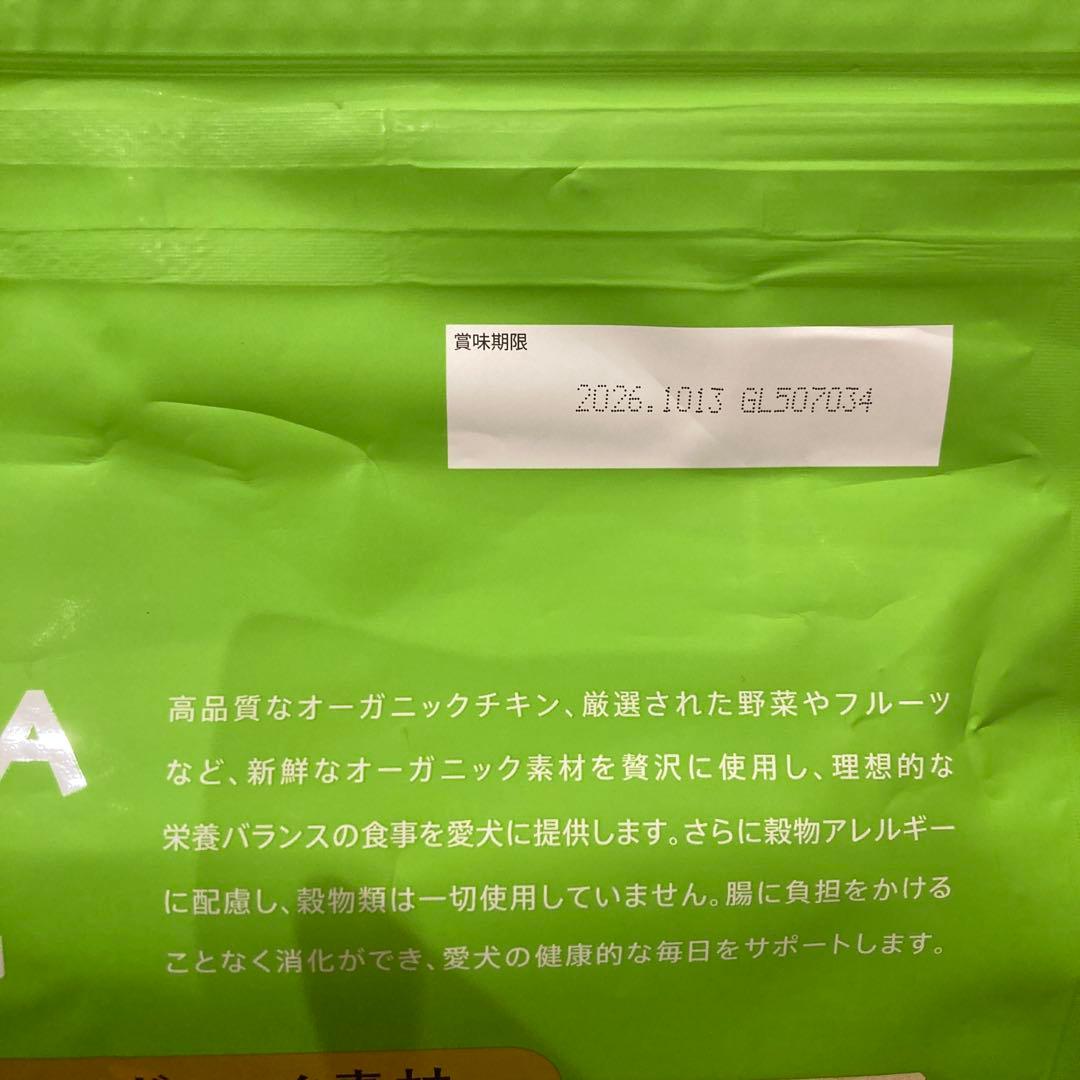 賞味期限
2026.1013 GL507034
A
高品質なオーガニックチキン、厳選された野菜やフルーツ
など、新鮮なオーガニック素材を贅沢に使用し、理想的な
栄養バランスの食事を愛犬に提供します。さらに穀物アレルギー
に配慮し、穀物類は一切使用していません。腸に負担をかける
ことなく消化ができ、愛犬の健康的な毎日をサポートします。